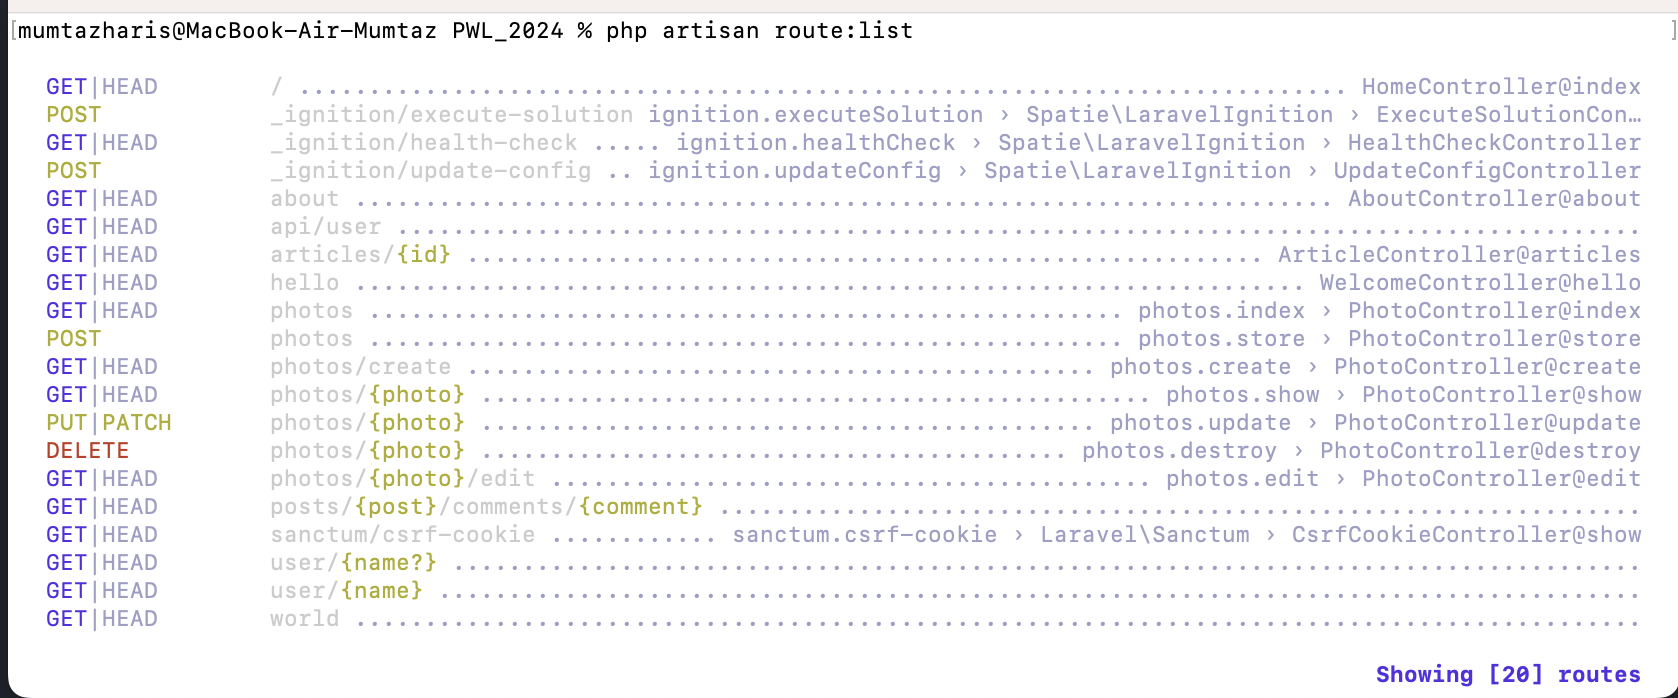 [mumtazharis@MacBook-Air-Mumtaz PWL_2024 % php artisan route:list ]
GET|HEAD / ........................................................................... HomeController@index
POST _ignition/execute-solution ignition.executeSolution › Spatie\LaravelIgnition › ExecuteSolutionCon…
GET|HEAD _ignition/health-check ..... ignition.healthCheck › Spatie\LaravelIgnition › HealthCheckController
POST _ignition/update-config .. ignition.updateConfig › Spatie\LaravelIgnition › UpdateConfigController
GET|HEAD about ...................................................................... AboutController@about
GET|HEAD api/user .........................................................................................
GET|HEAD articles/{id} ......................................................... ArticleController@articles
GET|HEAD hello .................................................................... WelcomeController@hello
GET|HEAD photos ...................................................... photos.index › PhotoController@index
POST photos ...................................................... photos.store › PhotoController@store
GET|HEAD photos/create ............................................. photos.create › PhotoController@create
GET|HEAD photos/{photo} ................................................ photos.show › PhotoController@show
PUT|PATCH photos/{photo} ............................................ photos.update › PhotoController@update
DELETE photos/{photo} .......................................... photos.destroy › PhotoController@destroy
GET|HEAD photos/{photo}/edit ........................................... photos.edit › PhotoController@edit
GET|HEAD posts/{post}/comments/{comment} ..................................................................
GET|HEAD sanctum/csrf-cookie ............ sanctum.csrf-cookie › Laravel\Sanctum › CsrfCookieController@show
GET|HEAD user/{name?} .....................................................................................
GET|HEAD user/{name} ......................................................................................
GET|HEAD world ............................................................................................
Showing [20] routes